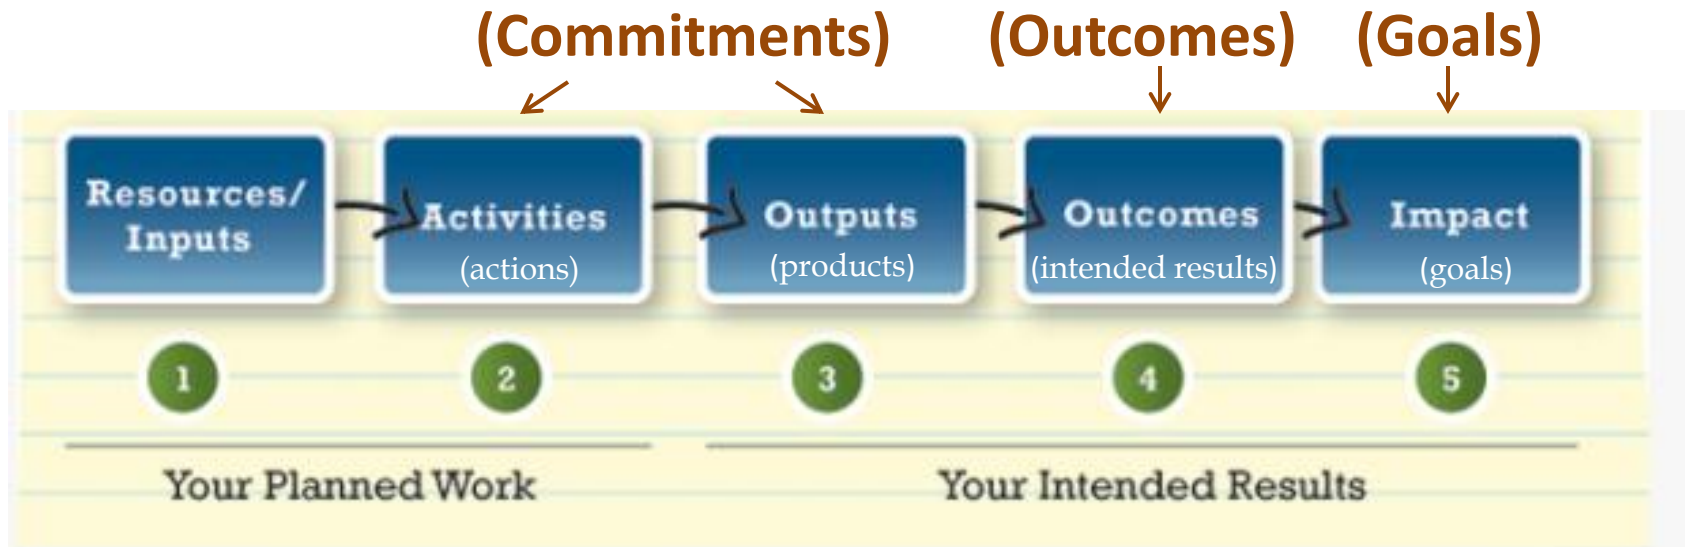 (Commitments) (Outcomes) (Goals)
Resources/
Inputs
Activities
(actions)
Outputs
(products)
Outcomes
(intended results)
Impact
(goals)
1 2 3 4 5
Your Planned Work Your Intended Results